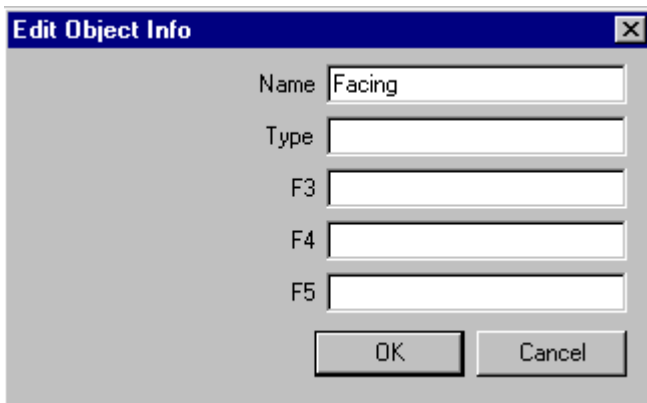 Edit Object Info
Name Facing
Type
F3
F4
F5
OK Cancel